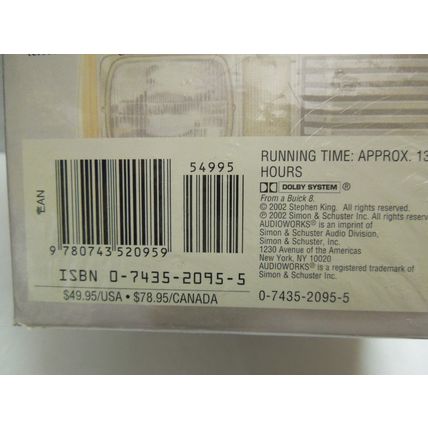 54995
EAN
9 780743 520959
ISBN 0-7435-2095-5
$49.95/USA • $78.95/CANADA
RUNNING TIME: APPROX. 13
HOURS
DOLBY SYSTEM ®
From a Buick 8.
© 2002 Stephen King. All rights reserved.
℗ 2002 Simon & Schuster Inc. All rights
AUDIOWORKS® is an imprint of
Simon & Schuster Audio Division,
Simon & Schuster Inc.
1230 Avenue of the Americas
New York, NY 10020
AUDIOWORKS® is a registered trademark of
Simon & Schuster Inc.
0-7435-2095-5